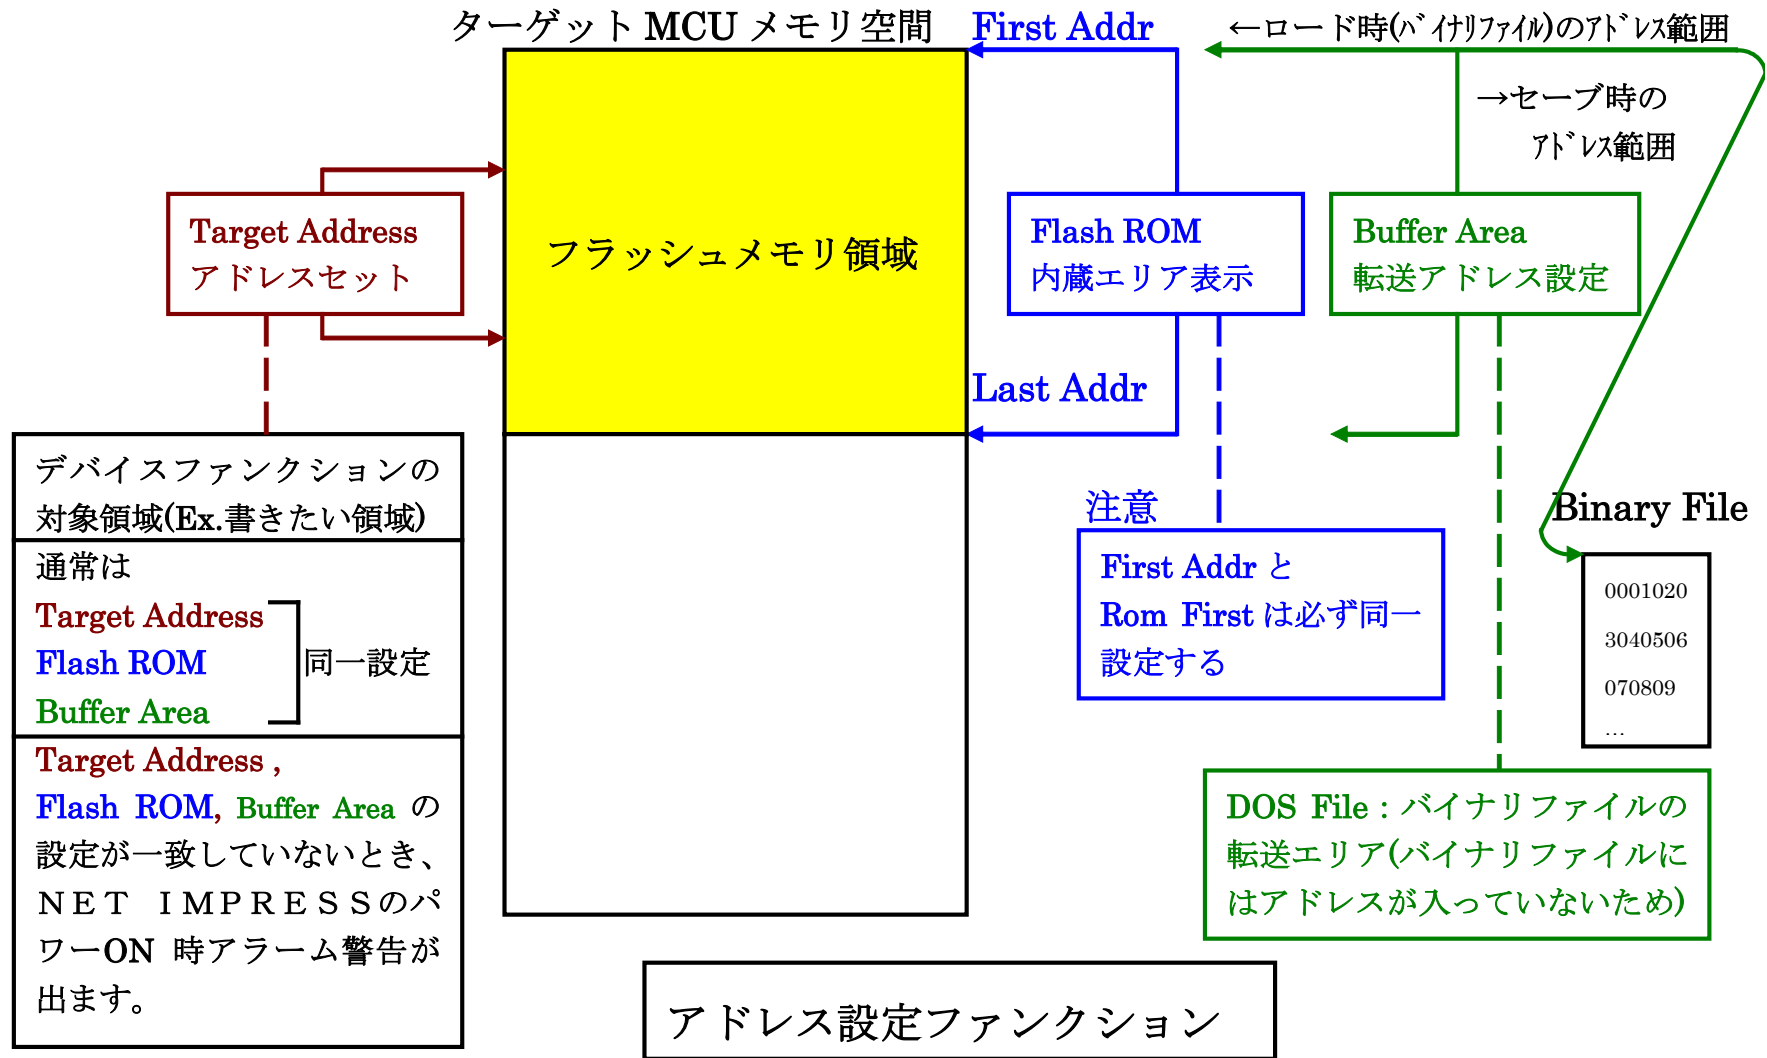 ターゲット MCU メモリ空間
First Addr
←ロード時(ﾊﾞｲﾅﾘﾌｧｲﾙ)のｱﾄﾞﾚｽ範囲
→セーブ時の
ｱﾄﾞﾚｽ範囲
Target Address
アドレスセット
フラッシュメモリ領域
Flash ROM
内蔵エリア表示
Buffer Area
転送アドレス設定
Last Addr
デバイスファンクションの
対象領域(Ex.書きたい領域)
通常は
Target Address
Flash ROM
同一設定
Buffer Area
Target Address ,
Flash ROM, Buffer Area の
設定が一致していないとき、
ＮＥＴ　ＩＭＰＲＥＳＳのパ
ワーON 時アラーム警告が
出ます。
注意
First Addr と
Rom First は必ず同一
設定する
Binary File
0001020
3040506
070809
…
DOS File : バイナリファイルの
転送エリア(バイナリファイルに
はアドレスが入っていないため)
アドレス設定ファンクション